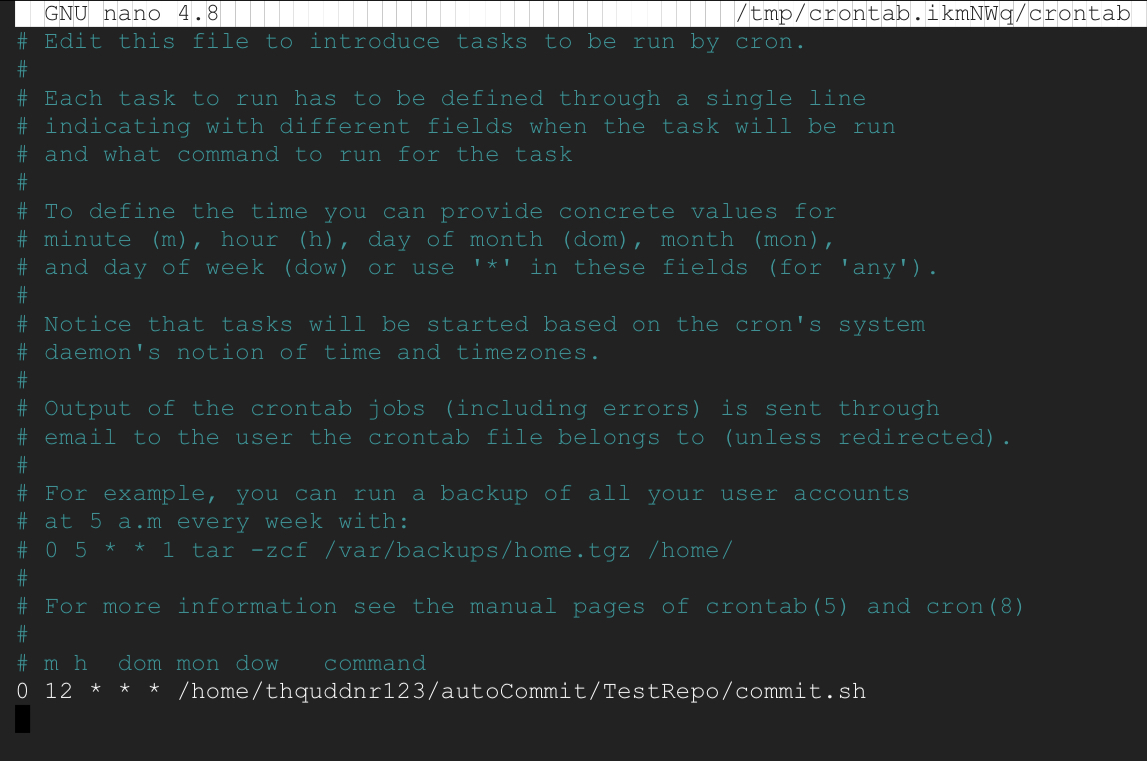 GNU nano 4.8 /tmp/crontab.ikmNWq/crontab
# Edit this file to introduce tasks to be run by cron.
#
# Each task to run has to be defined through a single line
# indicating with different fields when the task will be run
# and what command to run for the task
#
# To define the time you can provide concrete values for
# minute (m), hour (h), day of month (dom), month (mon),
# and day of week (dow) or use '*' in these fields (for 'any').
#
# Notice that tasks will be started based on the cron's system
# daemon's notion of time and timezones.
#
# Output of the crontab jobs (including errors) is sent through
# email to the user the crontab file belongs to (unless redirected).
#
# For example, you can run a backup of all your user accounts
# at 5 a.m every week with:
# 0 5 * * 1 tar -zcf /var/backups/home.tgz /home/
#
# For more information see the manual pages of crontab(5) and cron(8)
#
# m h  dom mon dow   command
0 12 * * * /home/thquddnr123/autoCommit/TestRepo/commit.sh